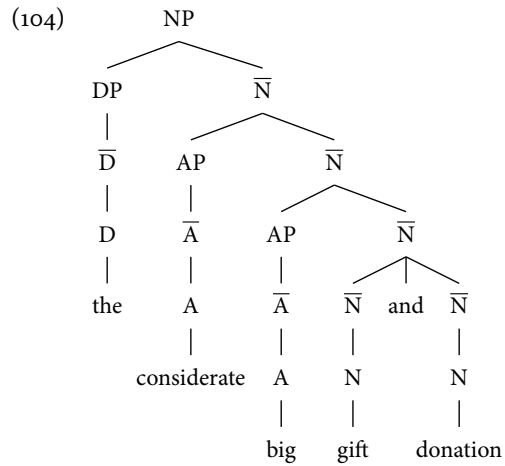 (104) NP
DP N̅
D̅ AP N̅
D A̅ AP N̅
the A A̅ N̅ and N̅
considerate A N N
big gift donation